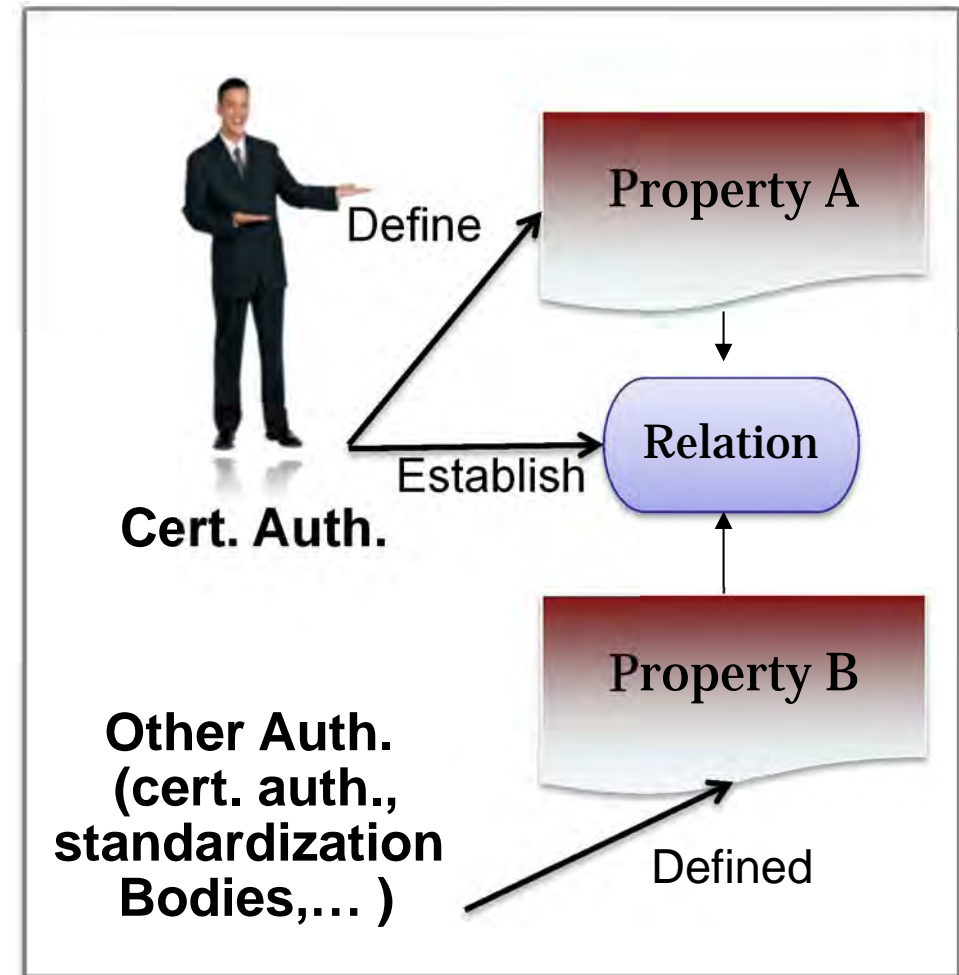 Property A
Define
Relation
Establish
Cert. Auth.
Property B
Other Auth.
(cert. auth.,
standardization
Bodies,… )
Defined